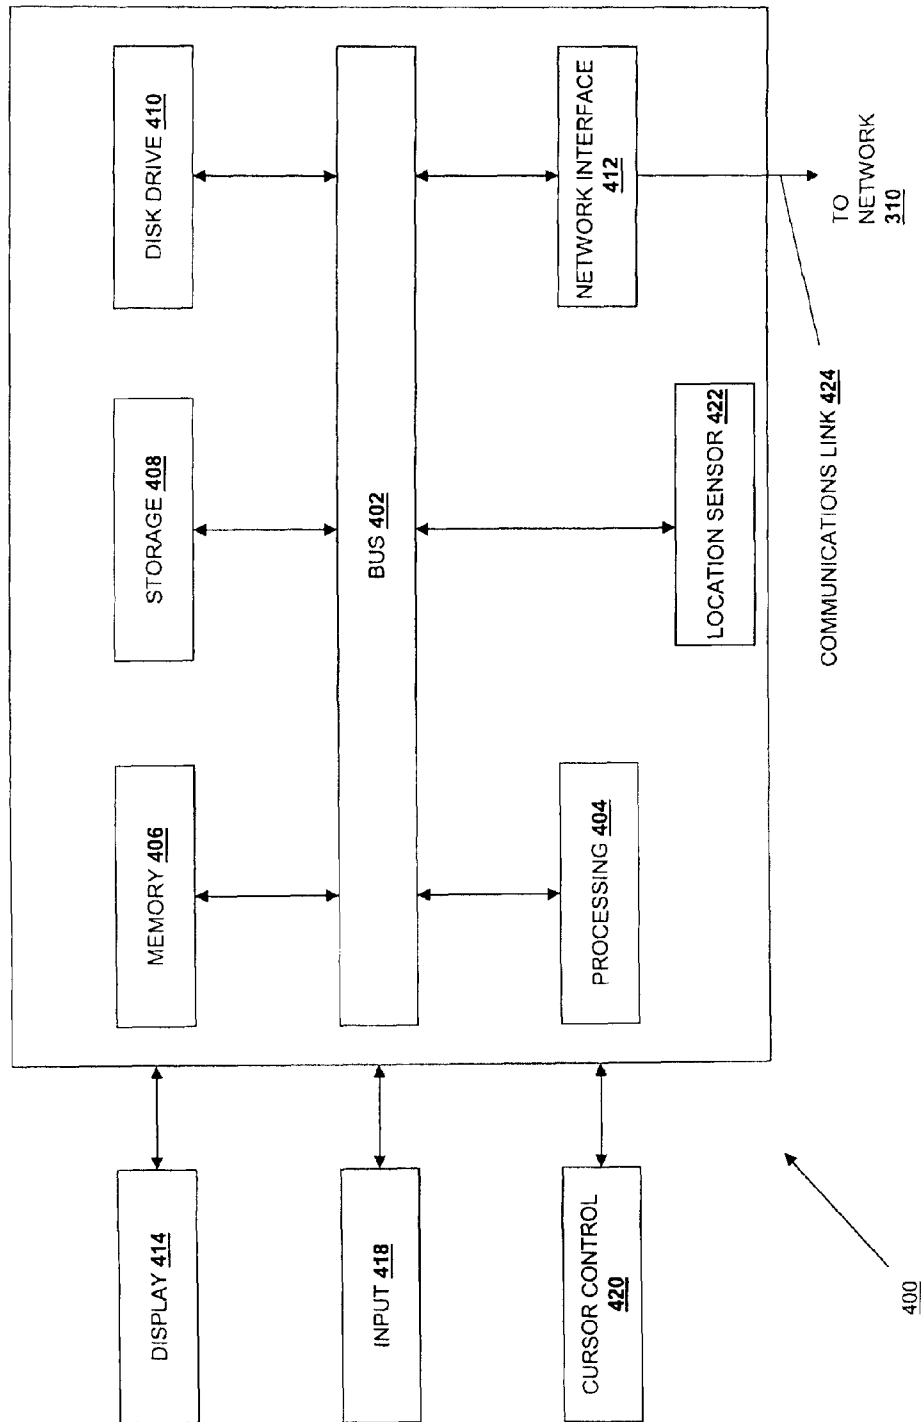 DISPLAY 414
INPUT 418
CURSOR CONTROL
420
MEMORY 406
STORAGE 408
DISK DRIVE 410
BUS 402
PROCESSING 404
LOCATION SENSOR 422
NETWORK INTERFACE
412
COMMUNICATIONS LINK 424
TO
NETWORK
310
400